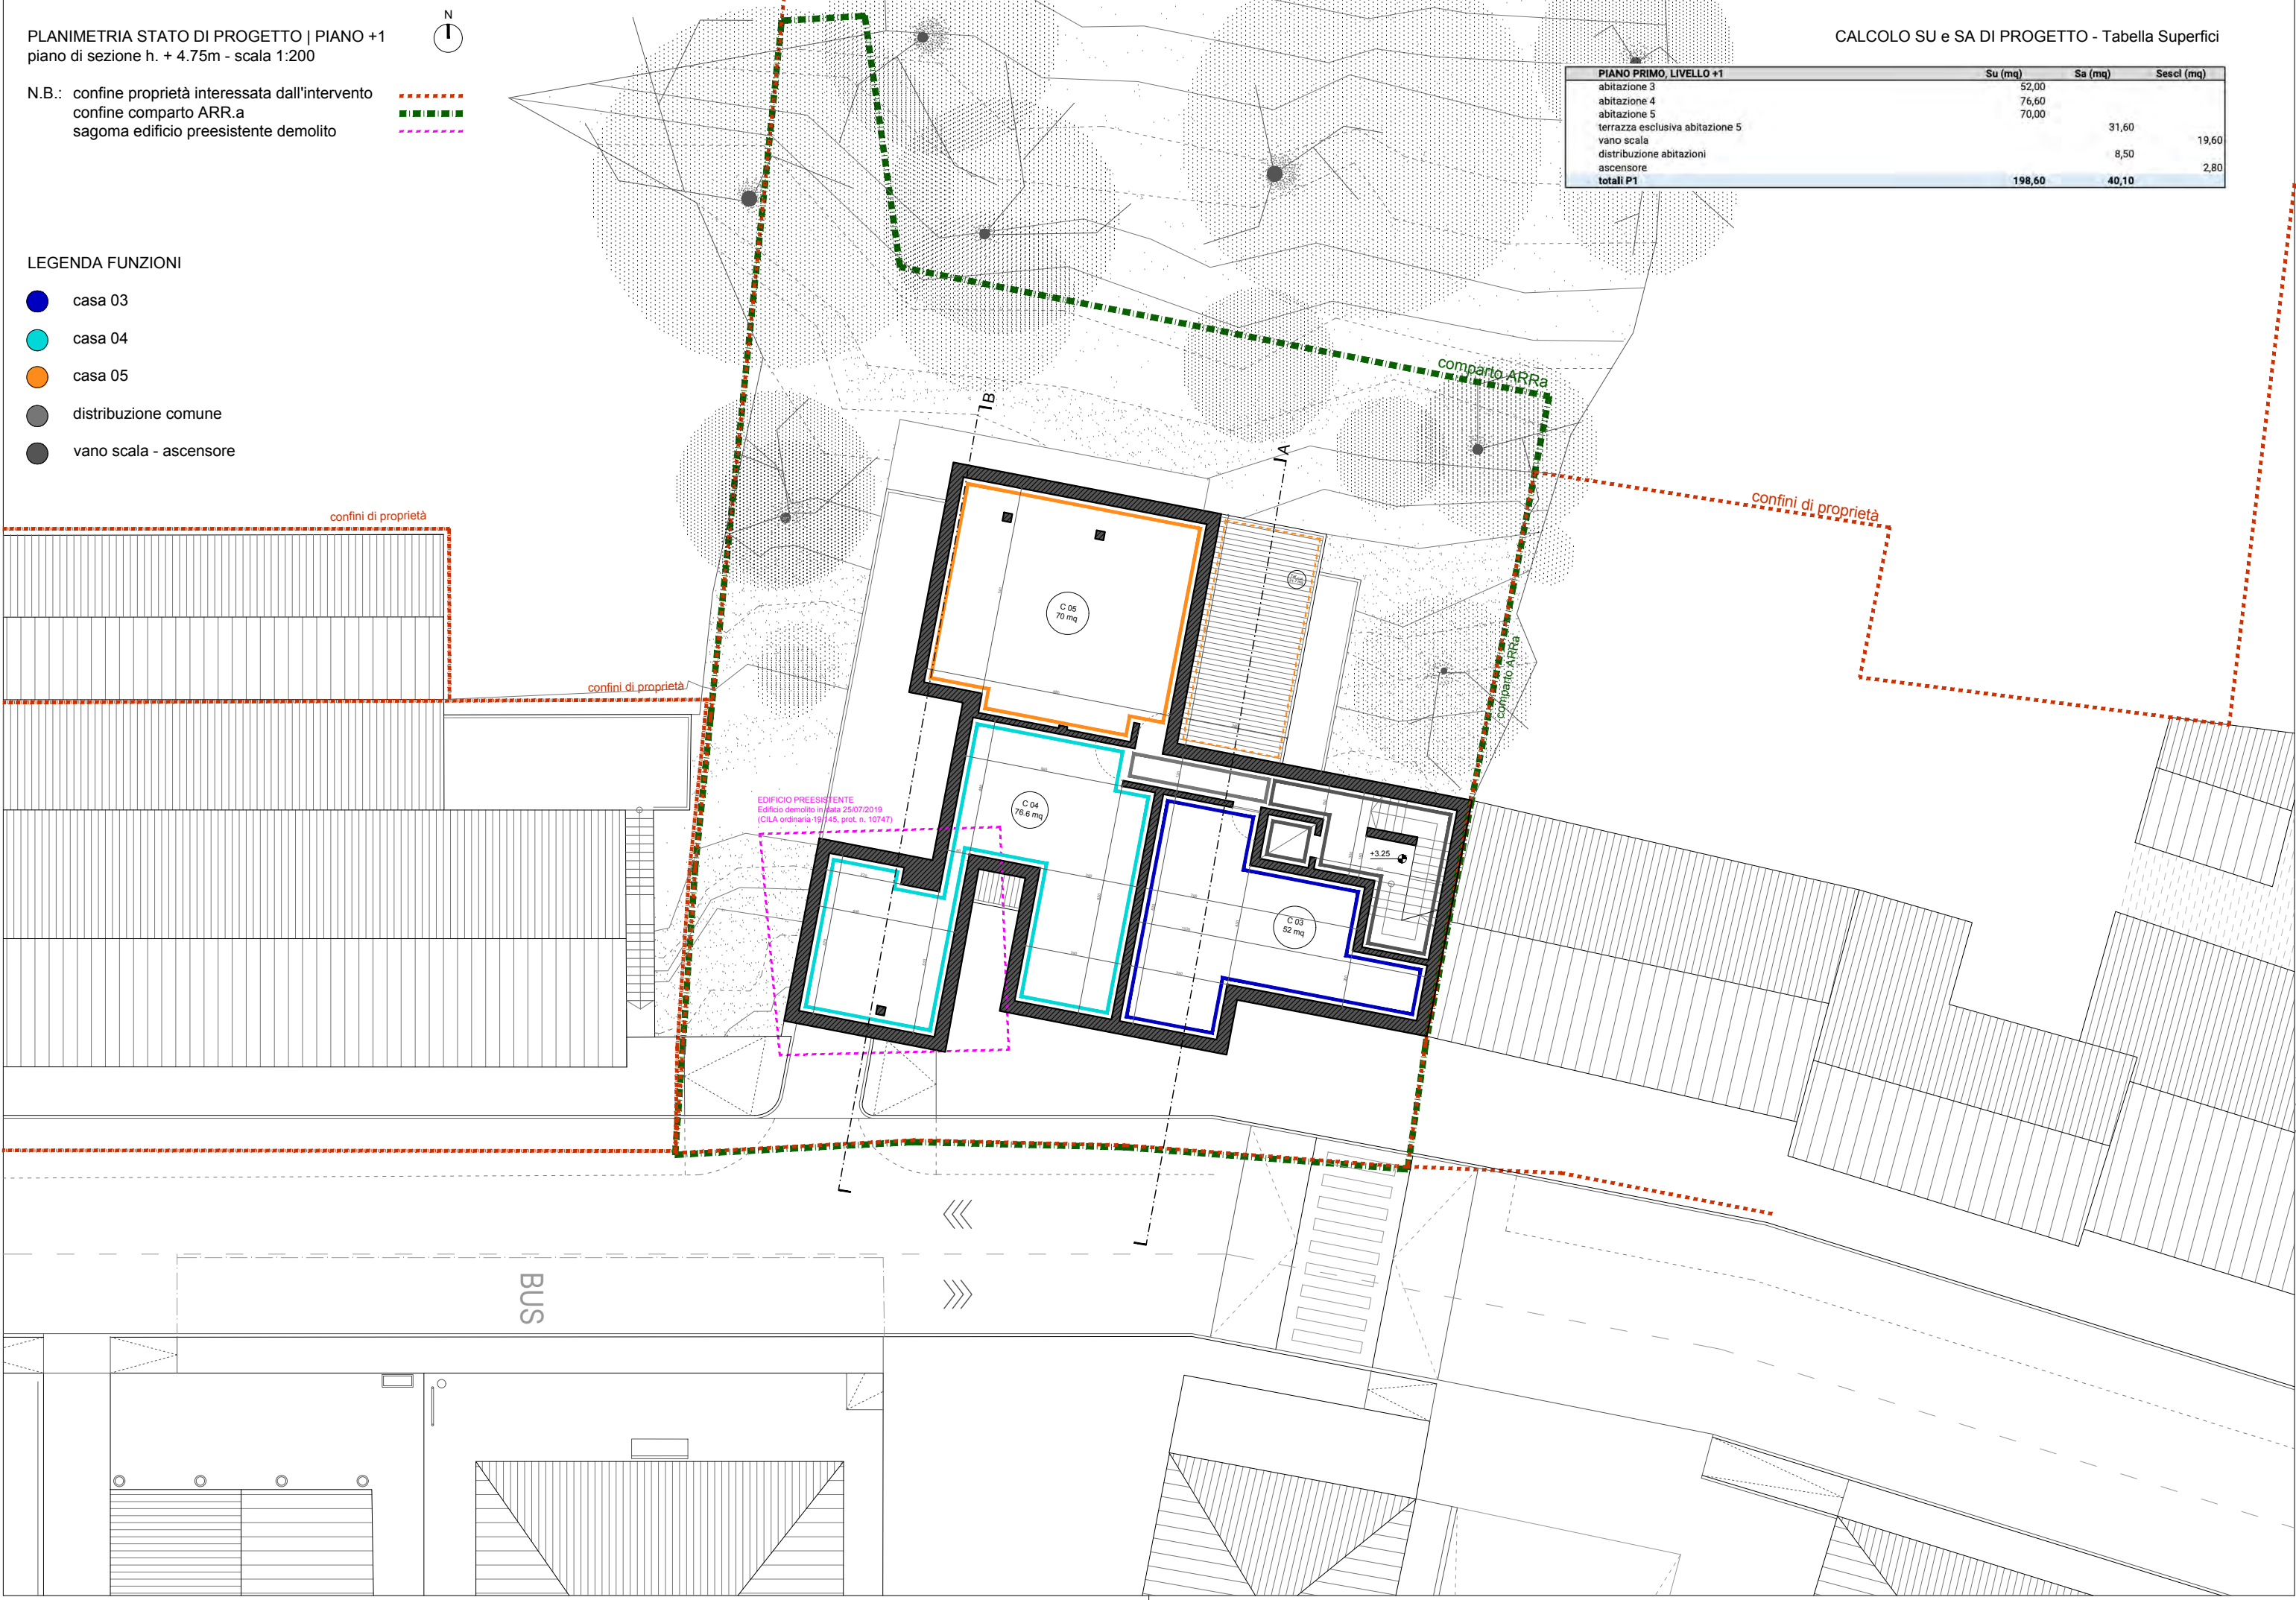 PLANIMETRIA STATO DI PROGETTO | PIANO +1
piano di sezione h. + 4.75m - scala 1:200
N
N.B.: confine proprietà interessata dall'intervento
confine comparto ARR.a
sagoma edificio preesistente demolito
CALCOLO SU e SA DI PROGETTO - Tabella Superfici
PIANO PRIMO, LIVELLO +1 Su (mq) Sa (mq) Sescl (mq)
abitazione 3 52,00
abitazione 4 76,60
abitazione 5 70,00
terrazza esclusiva abitazione 5 31,60
vano scala 19,60
distribuzione abitazioni 8,50
ascensore 2,80
totali P1 198,60 40,10
LEGENDA FUNZIONI
casa 03
casa 04
casa 05
distribuzione comune
vano scala - ascensore
comparto ARRa
B
A
confini di proprietà
confini di proprietà
confini di proprietà
comparto ARRa
C 05
70 mq
EDIFICIO PREESISTENTE
Edificio demolito in data 25/07/2019
(CILA ordinaria 19/145, prot. n. 10747)
C 04
76.6 mq
+3.25
C 03
52 mq
BUS